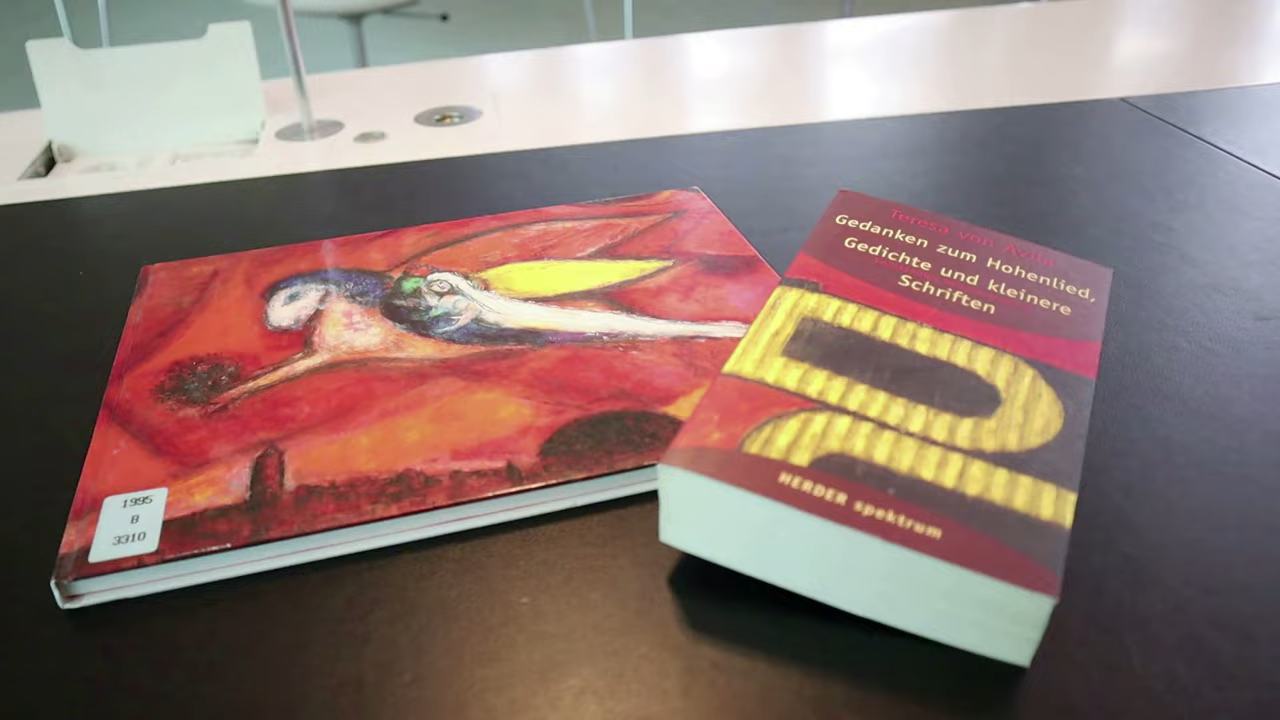 1995
B
3310
Teresa von Avila
Gedanken zum Hohenlied,
Gedichte und kleinere
Schriften
HERDER spektrum